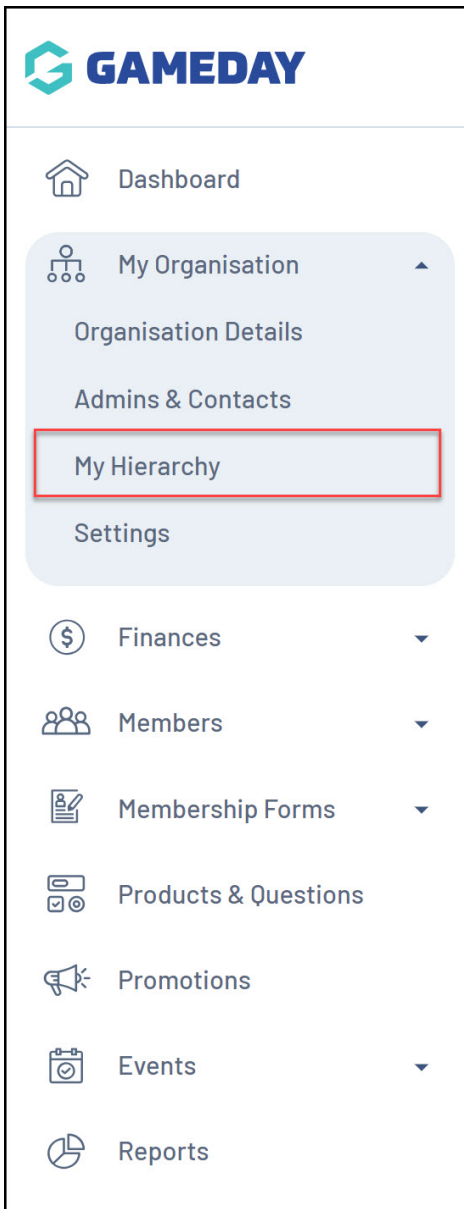 GAMEDAY
Dashboard
My Organisation
Organisation Details
Admins & Contacts
My Hierarchy
Settings
Finances
Members
Membership Forms
Products & Questions
Promotions
Events
Reports